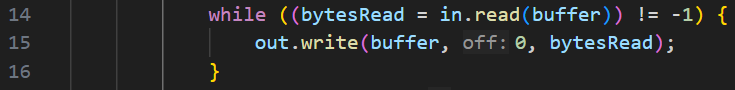 14 while ((bytesRead = in.read(buffer)) != -1) {
15 out.write(buffer, off: 0, bytesRead);
16 }